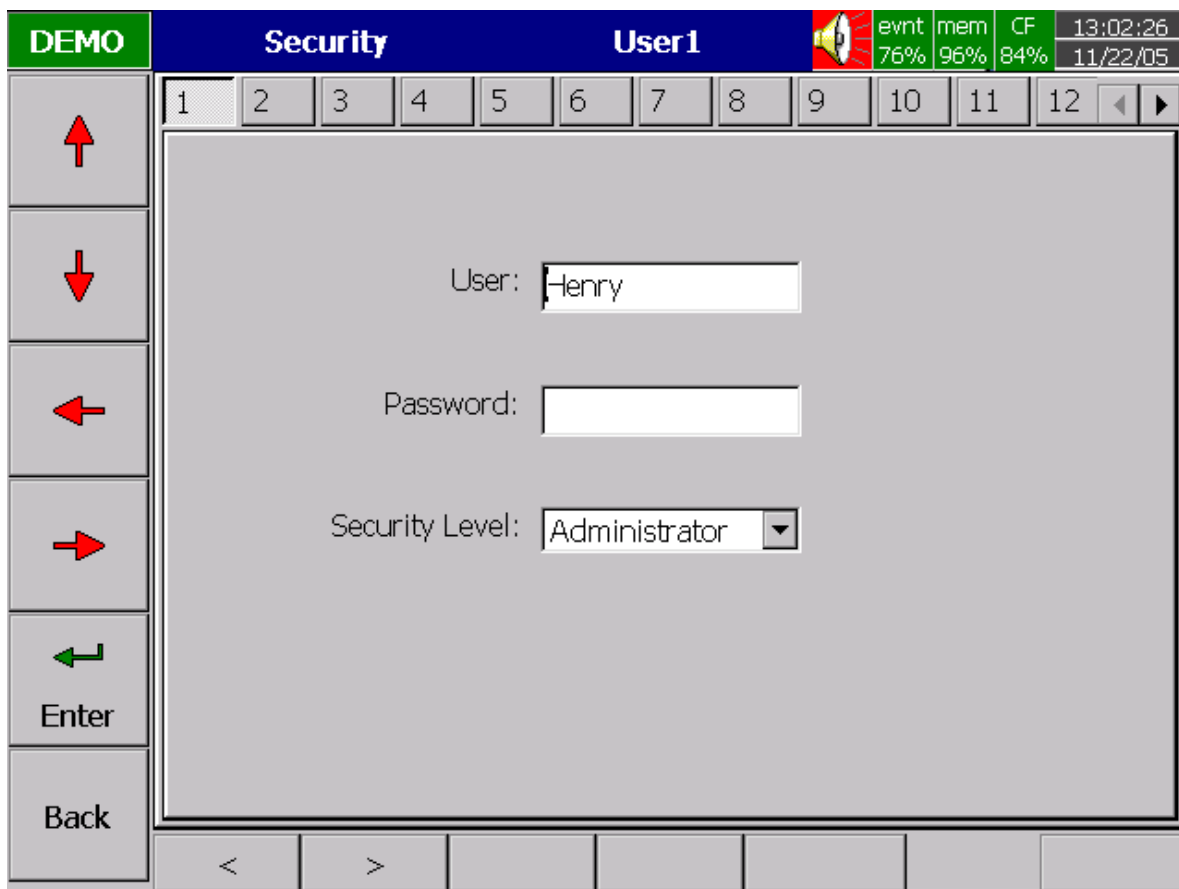 DEMO Security User1 evnt 76% mem 96% CF 84% 13:02:26 11/22/05
1 2 3 4 5 6 7 8 9 10 11 12
User: Henry
Password:
Security Level: Administrator
Enter
Back
< >